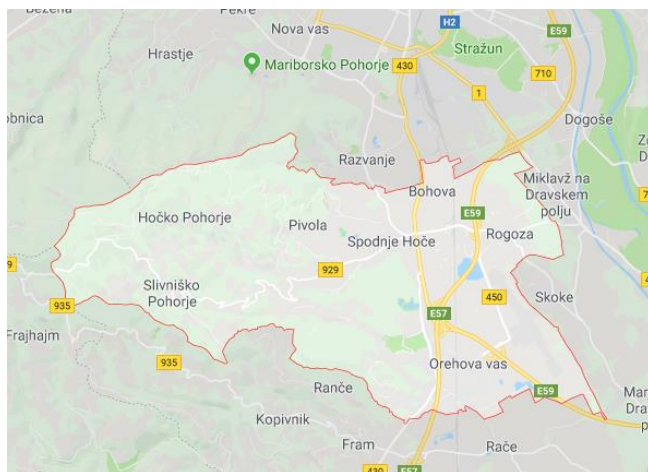 Bezena
Pekre
Nova vas
H2
E59
Hrastje
Stražun
Mariborsko Pohorje
430
710
1
obnica
Dogoše
Razvanje
Miklavž na
Dravskem
polju
Bohova
Hočko Pohorje
Pivola
E59
Rogoza
Spodnje Hoče
929
Slivniško
Pohorje
450
Skoke
935
E57
Frajhajm
935
Orehova vas
Ranče
E59
Kopivnik
Fram
Rače
430
E57